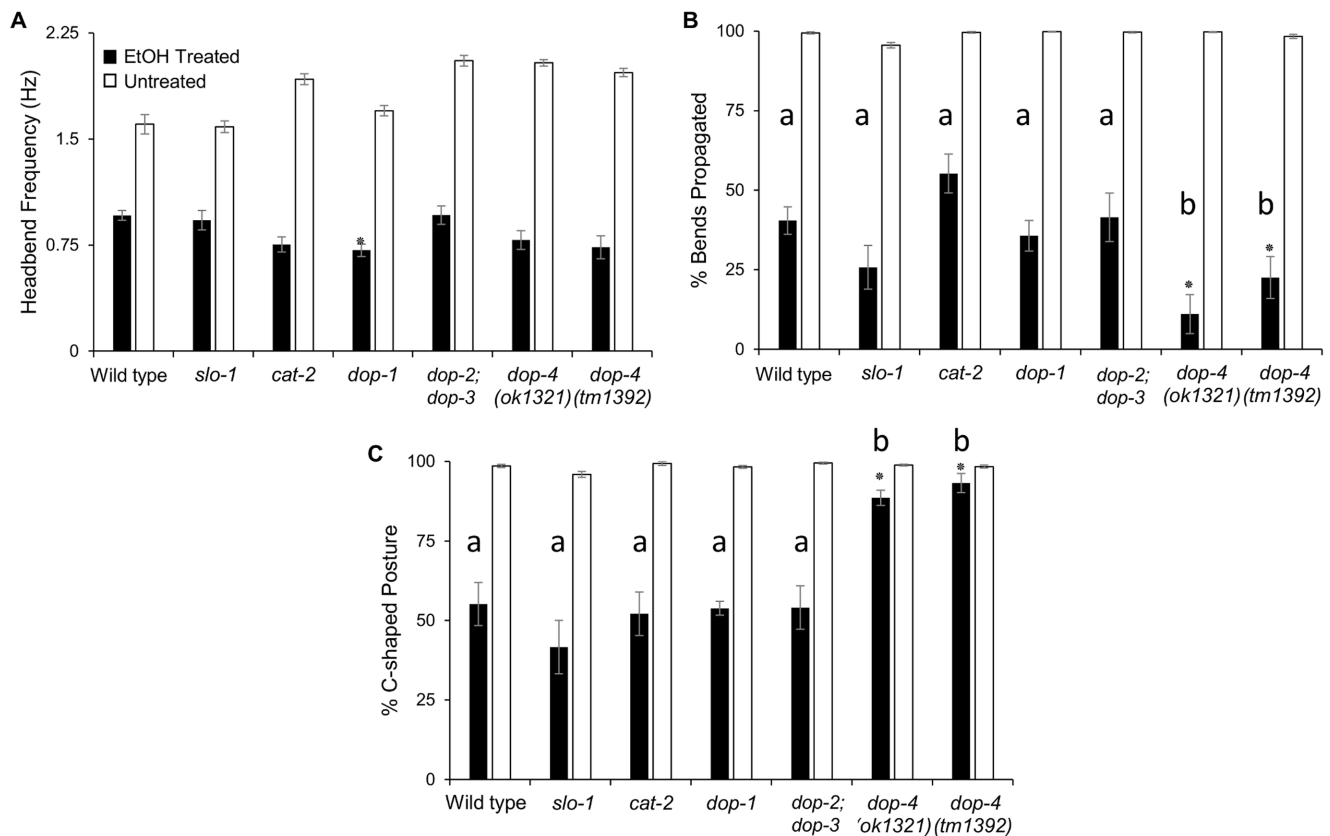 A
2.25
1.5
0.75
0
Headbend Frequency (Hz)
EtOH Treated
Untreated
*
Wild type slo-1 cat-2 dop-1 dop-2; dop-4 dop-4
dop-3 (ok1321) (tm1392)
B
100
75
50
25
0
% Bends Propagated
a a a a a
b b
* *
Wild type slo-1 cat-2 dop-1 dop-2; dop-4 dop-4
dop-3 (ok1321) (tm1392)
C
100
75
50
25
0
% C-shaped Posture
b b
* *
a a a a a
Wild type slo-1 cat-2 dop-1 dop-2; dop-4 dop-4
dop-3 'ok1321) (tm1392)